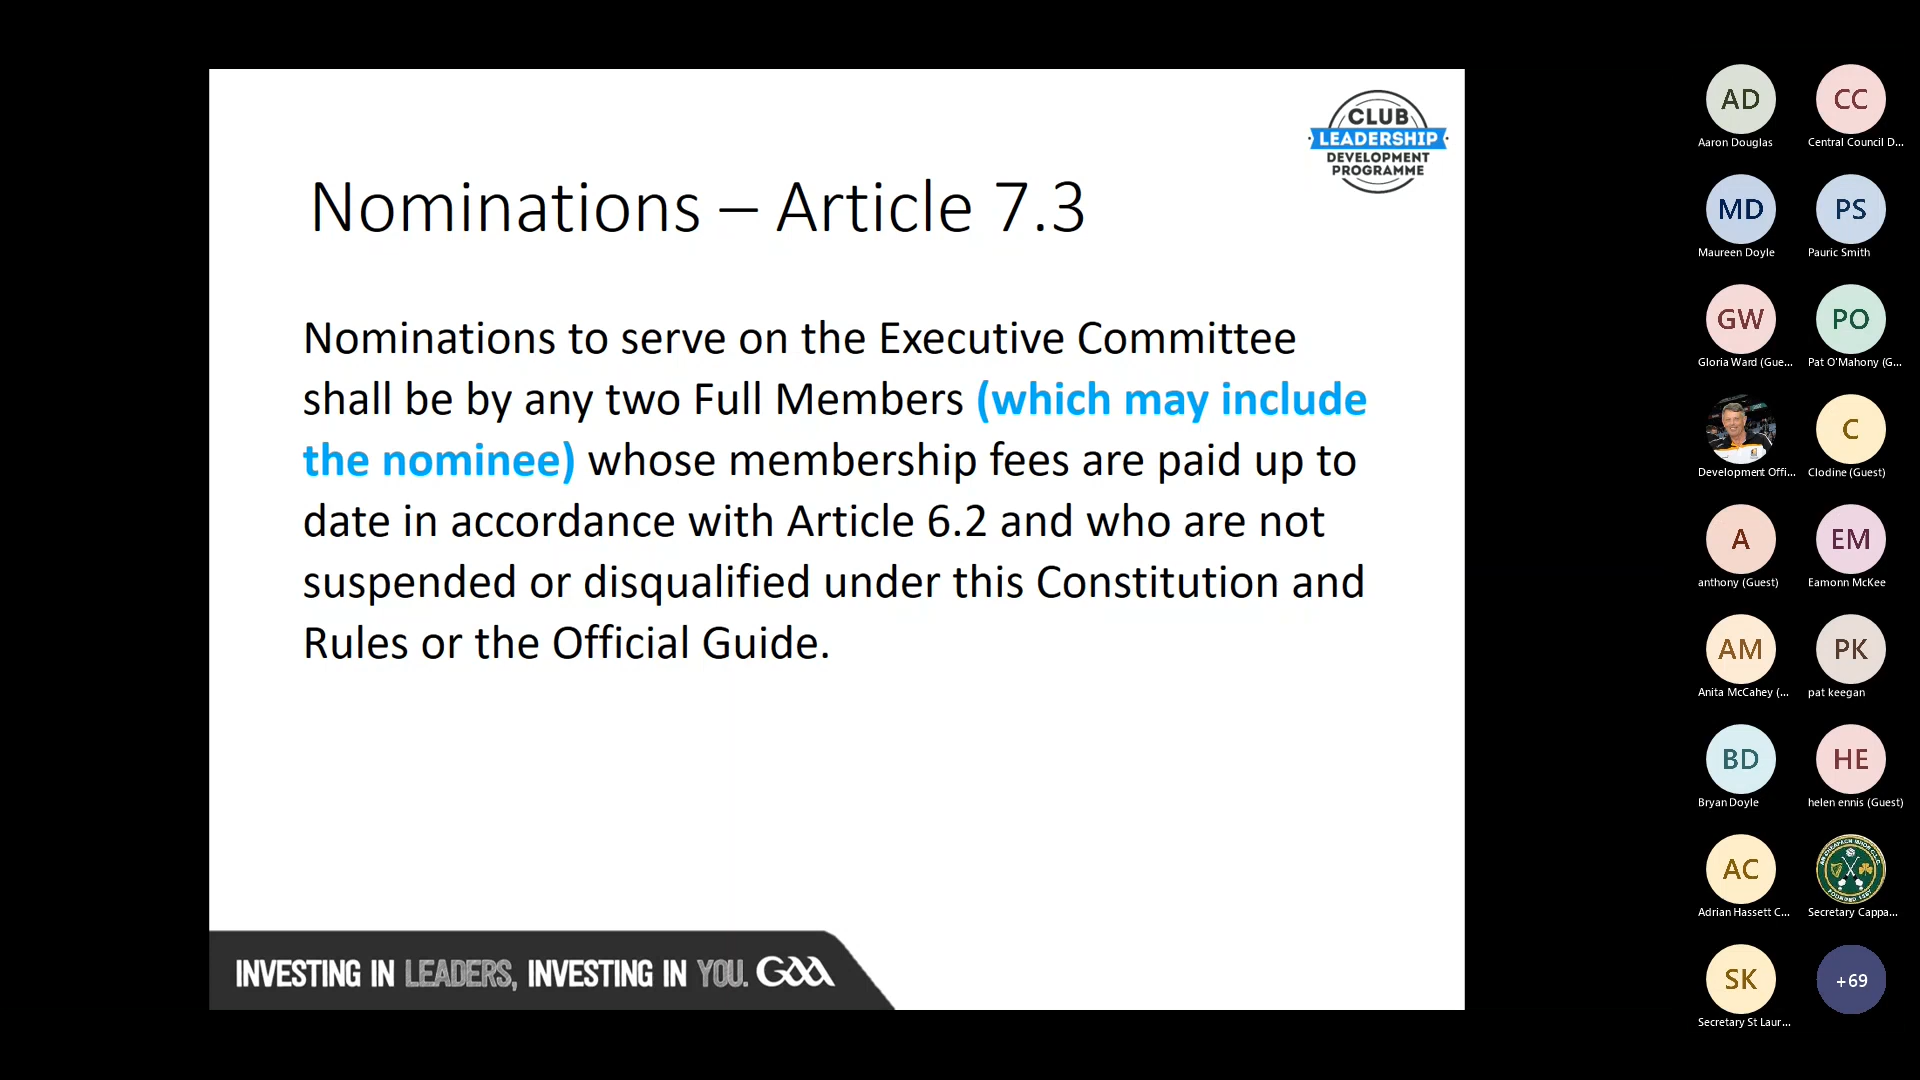 CLUB
LEADERSHIP
DEVELOPMENT
PROGRAMME
Nominations – Article 7.3
Nominations to serve on the Executive Committee
shall be by any two Full Members (which may include
the nominee) whose membership fees are paid up to
date in accordance with Article 6.2 and who are not
suspended or disqualified under this Constitution and
Rules or the Official Guide.
INVESTING IN LEADERS, INVESTING IN YOU. GAA
AD CC
Aaron Douglas Central Council D...
MD PS
Maureen Doyle Pauric Smith
GW PO
Gloria Ward (Gue... Pat O'Mahony (G...
C
Development Offi... Clodine (Guest)
A EM
anthony (Guest) Eamonn McKee
AM PK
Anita McCahey (... pat keegan
BD HE
Bryan Doyle helen ennis (Guest)
AC
Adrian Hassett C... Secretary Cappa...
SK +69
Secretary St Laur...